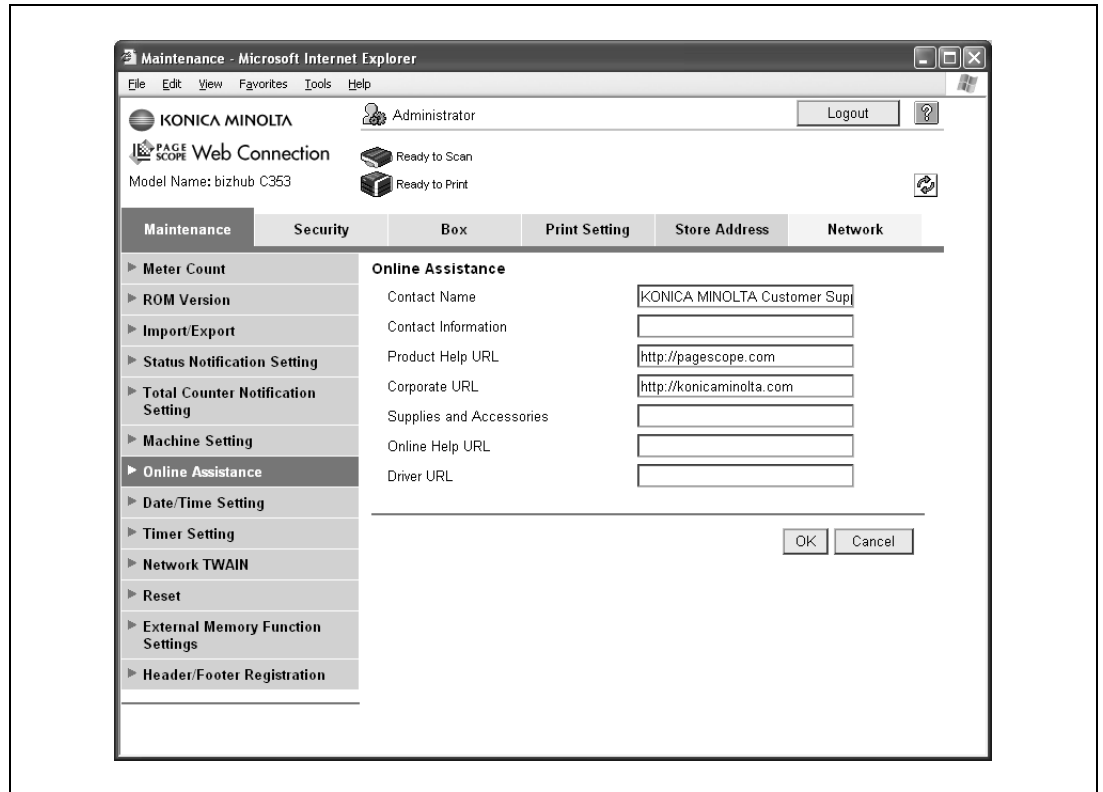 Maintenance - Microsoft Internet Explorer
File Edit View Favorites Tools Help
KONICA MINOLTA
Administrator
Logout
?
PAGE SCOPE Web Connection
Ready to Scan
Model Name: bizhub C353
Ready to Print
Maintenance Security Box Print Setting Store Address Network
Meter Count
ROM Version
Import/Export
Status Notification Setting
Total Counter Notification
Setting
Machine Setting
Online Assistance
Date/Time Setting
Timer Setting
Network TWAIN
Reset
External Memory Function
Settings
Header/Footer Registration
Online Assistance
Contact Name KONICA MINOLTA Customer Supp
Contact Information
Product Help URL http://pagescope.com
Corporate URL http://konicaminolta.com
Supplies and Accessories
Online Help URL
Driver URL
OK Cancel